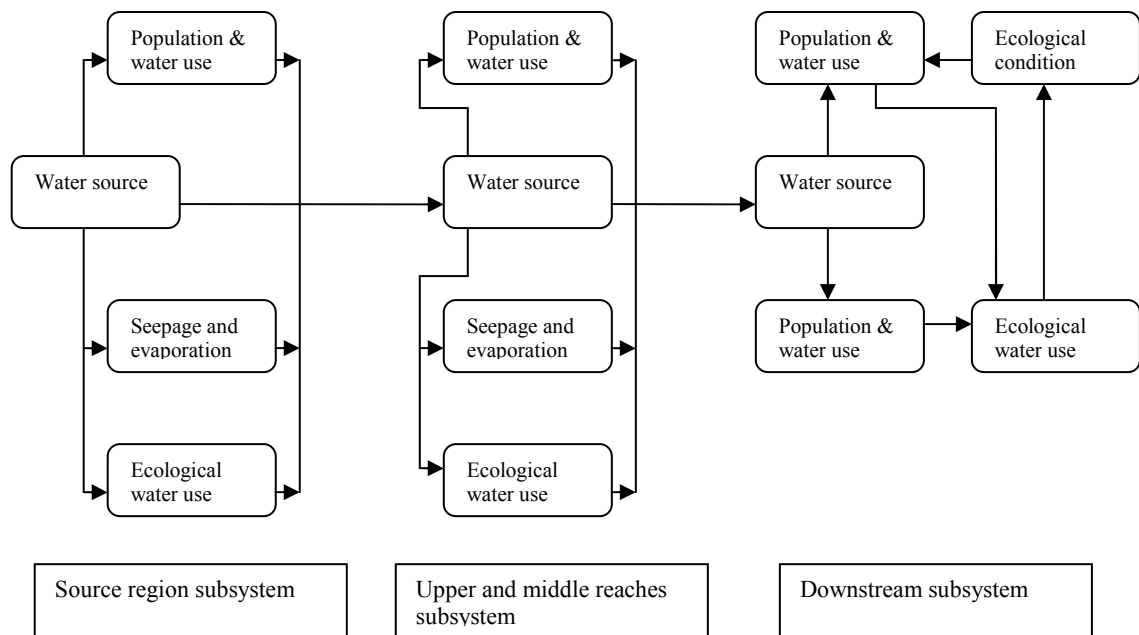 Population &
water use
Population &
water use
Population &
water use
Ecological
condition
Water source
Water source
Water source
Seepage and
evaporation
Seepage and
evaporation
Population &
water use
Ecological
water use
Ecological
water use
Ecological
water use
Source region subsystem
Upper and middle reaches
subsystem
Downstream subsystem